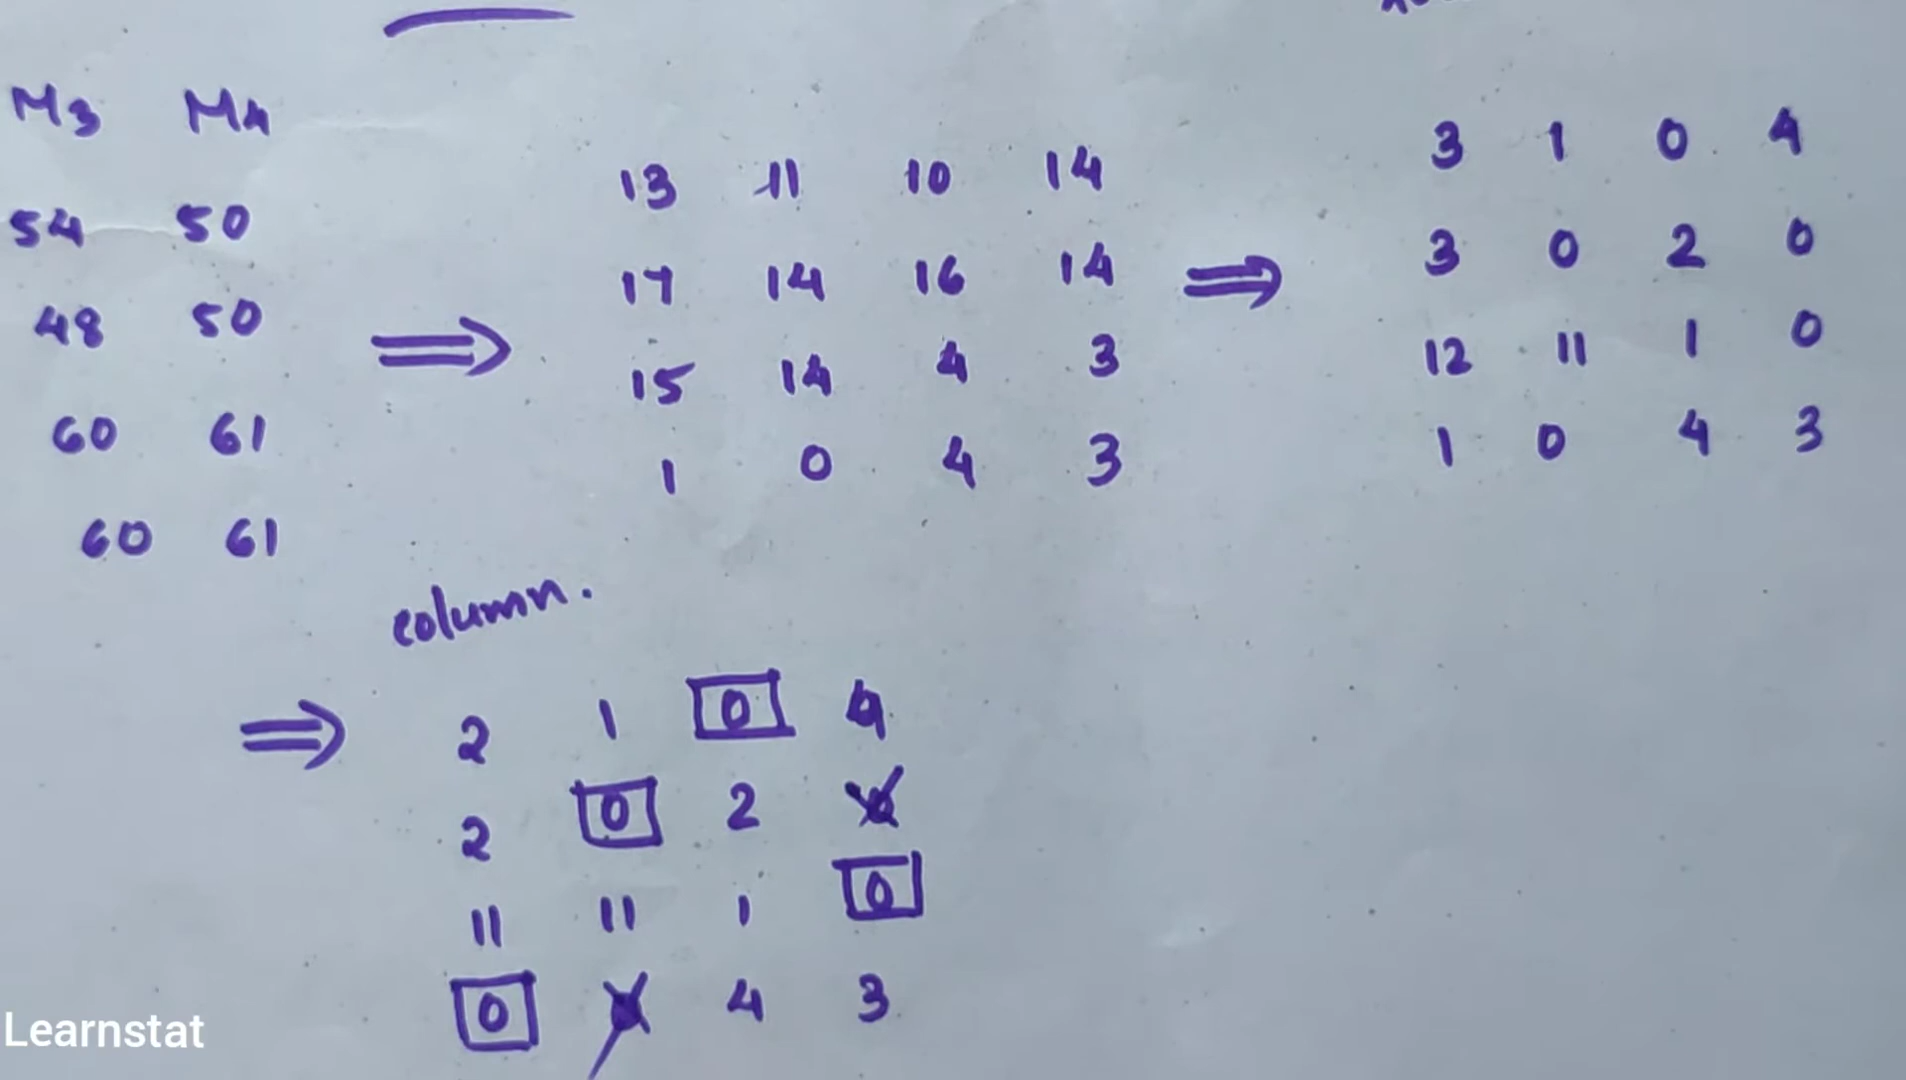 M3 M4
54 50
48 50
60 61
60 61
⇒
13 11 10 14
17 14 16 14
15 14 4 3
1 0 4 3
⇒
3 1 0 4
3 0 2 0
12 11 1 0
1 0 4 3
column.
⇒
2 1 0 4
2 0 2 0
11 11 1 0
0 0 4 3
Learnstat